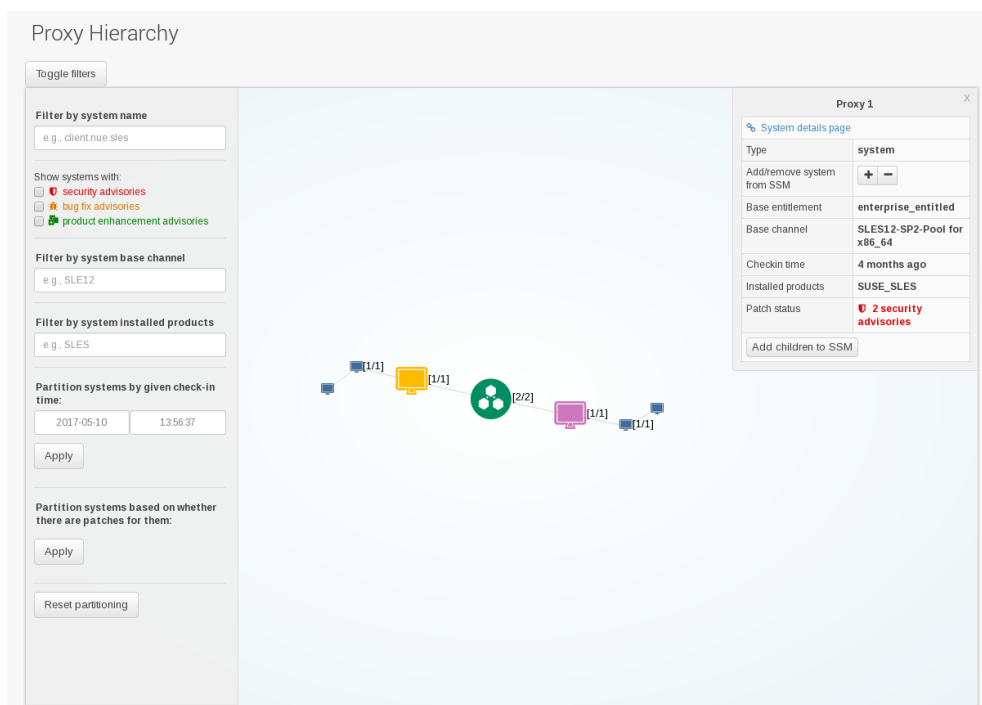 Proxy Hierarchy
Toggle filters
Filter by system name
e.g., client.nue.sles
Show systems with:
security advisories
bug fix advisories
product enhancement advisories
Filter by system base channel
e.g., SLE12
Filter by system installed products
e.g., SLES
Partition systems by given check-in
time:
2017-05-10 13:56:37
Apply
Partition systems based on whether
there are patches for them:
Apply
Reset partitioning
[1/1]
[1/1]
[2/2]
[1/1]
[1/1]
Proxy 1 X
System details page
Type system
Add/remove system
from SSM + −
Base entitlement enterprise_entitled
Base channel SLES12-SP2-Pool for
x86_64
Checkin time 4 months ago
Installed products SUSE_SLES
Patch status 2 security
advisories
Add children to SSM